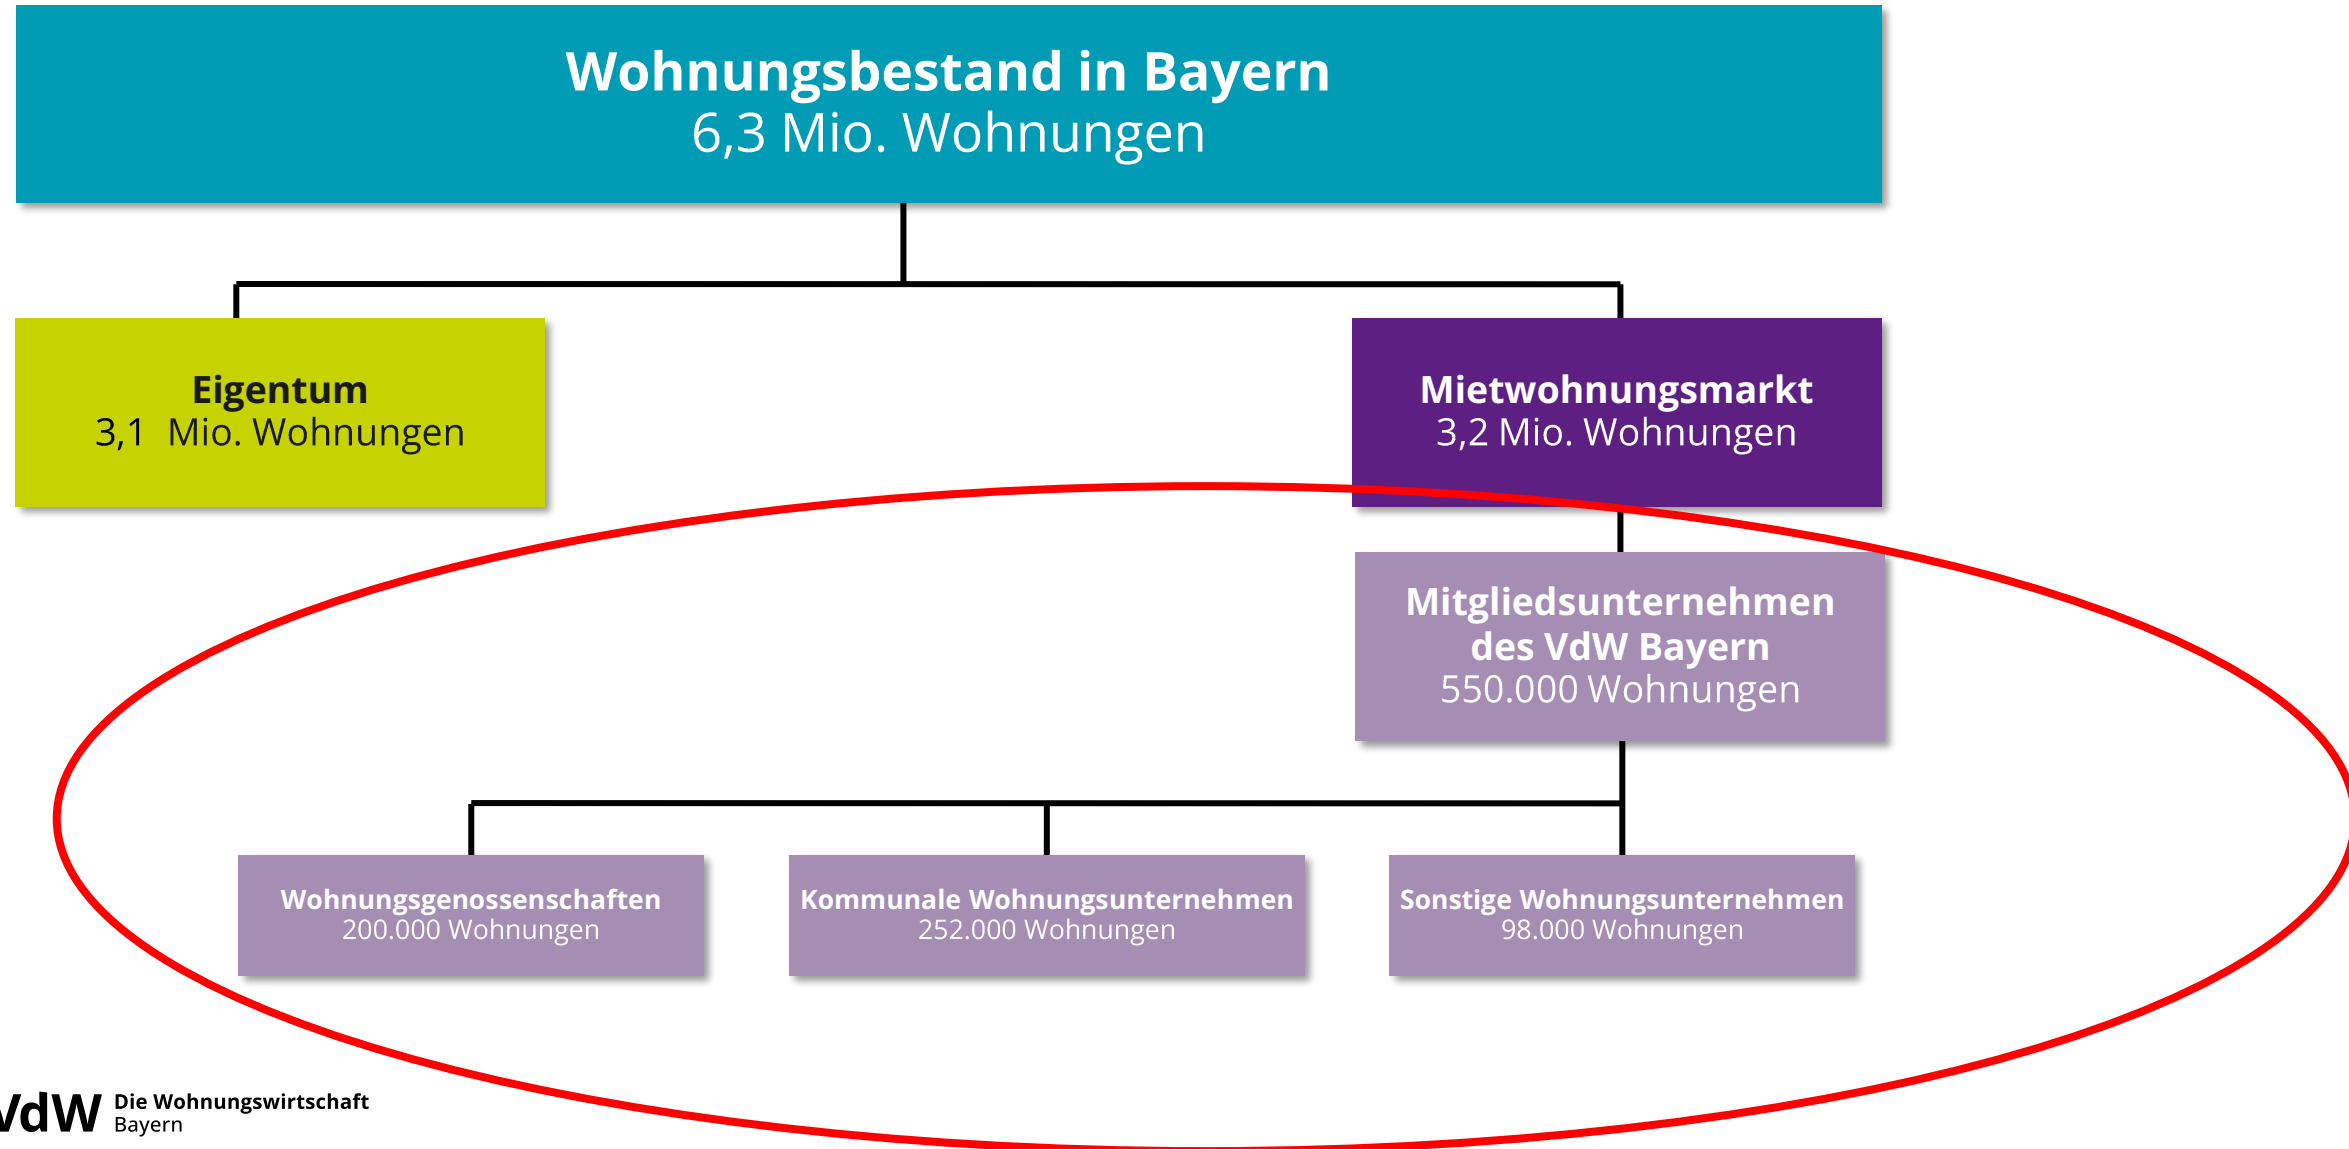 Wohnungsbestand in Bayern
6,3 Mio. Wohnungen
Eigentum
3,1 Mio. Wohnungen
Mietwohnungsmarkt
3,2 Mio. Wohnungen
Mitgliedsunternehmen
des VdW Bayern
550.000 Wohnungen
Wohnungsgenossenschaften
200.000 Wohnungen
Kommunale Wohnungsunternehmen
252.000 Wohnungen
Sonstige Wohnungsunternehmen
98.000 Wohnungen
VdW
Die Wohnungswirtschaft
Bayern